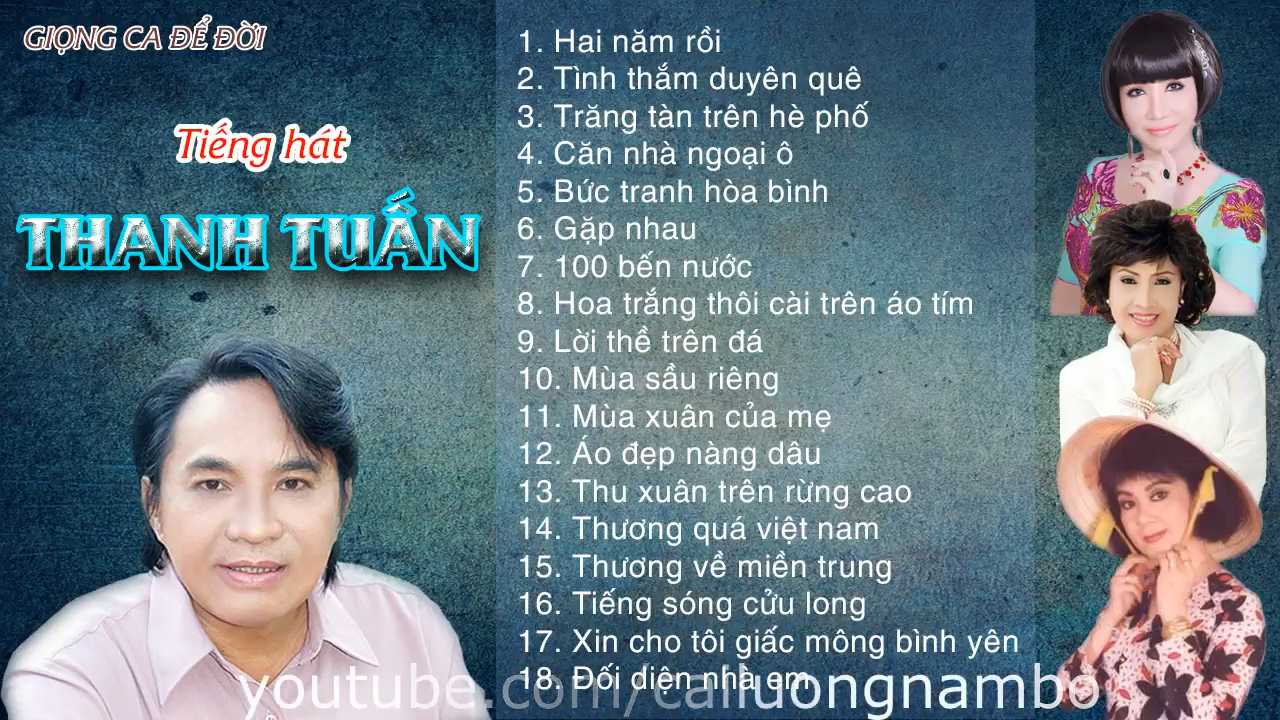 GIỌNG CA ĐỂ ĐỜI
Tiếng hát
THANH TUẤN
1. Hai năm rồi
2. Tình thắm duyên quê
3. Trăng tàn trên hè phố
4. Căn nhà ngoại ô
5. Bức tranh hòa bình
6. Gặp nhau
7. 100 bến nước
8. Hoa trắng thôi cài trên áo tím
9. Lời thề trên đá
10. Mùa sầu riêng
11. Mùa xuân của mẹ
12. Áo đẹp nàng dâu
13. Thu xuân trên rừng cao
14. Thương quá việt nam
15. Thương về miền trung
16. Tiếng sóng cửu long
17. Xin cho tôi giấc mông bình yên
18. Đối diện nhà em
youtube.com/cailuongnambo